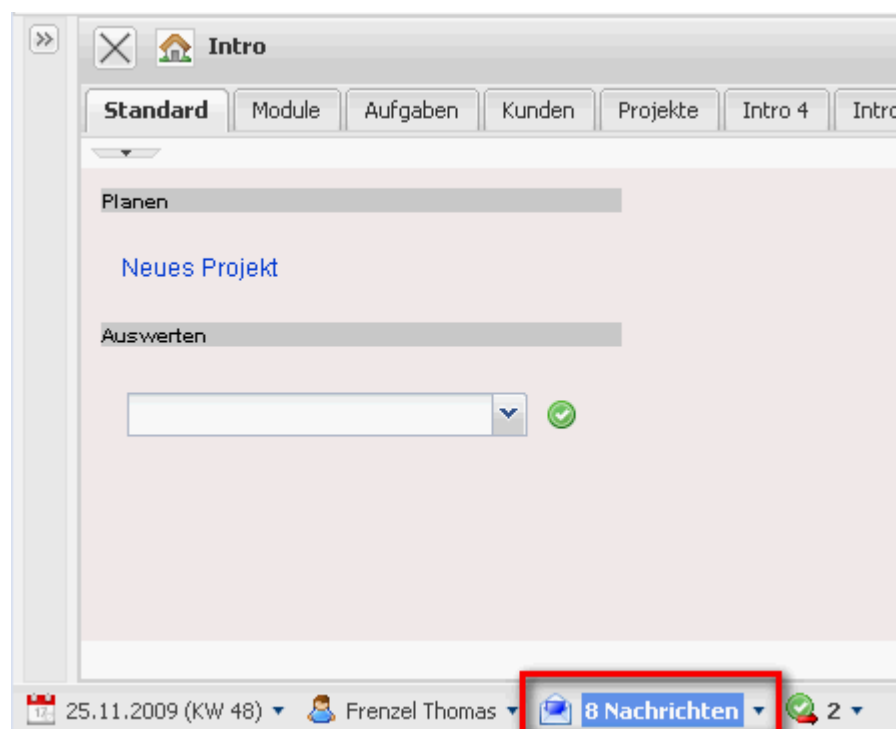 Intro
Standard Module Aufgaben Kunden Projekte Intro 4 Intro
Planen
Neues Projekt
Auswerten
25.11.2009 (KW 48) Frenzel Thomas 8 Nachrichten 2